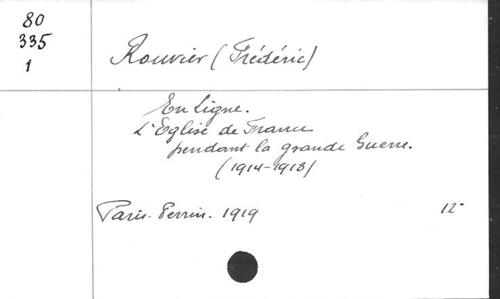 80
335
1
Rouvier (Frédéric)
En Ligne.
L'Eglise de France
pendant la grande Guerre.
(1914-1918)
Paris. Perrin. 1919
12-